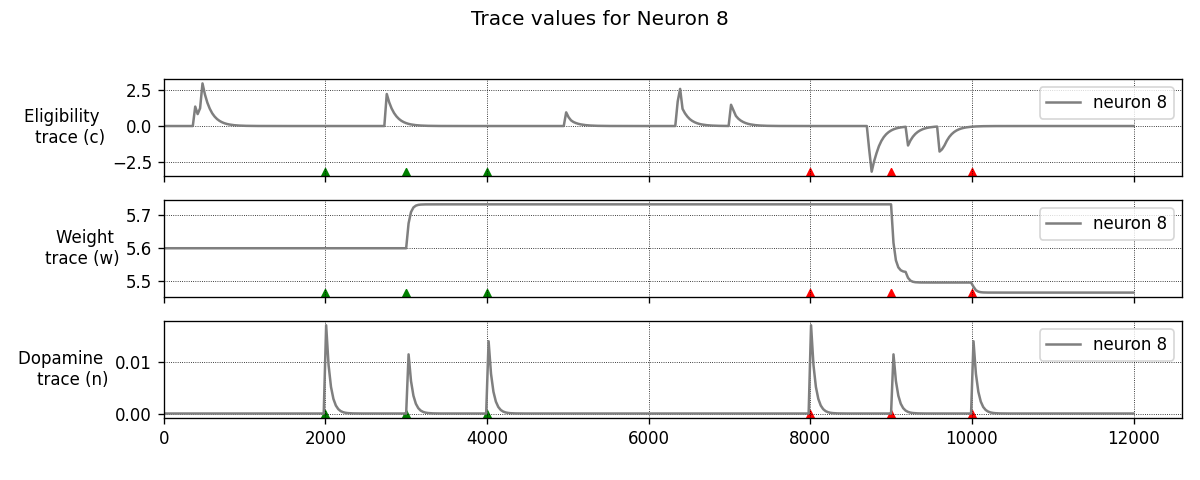 Trace values for Neuron 8
Eligibility
trace (c)
2.5
0.0
−2.5
neuron 8
Weight
trace (w)
5.7
5.6
5.5
neuron 8
Dopamine
trace (n)
0.01
0.00
neuron 8
0 2000 4000 6000 8000 10000 12000